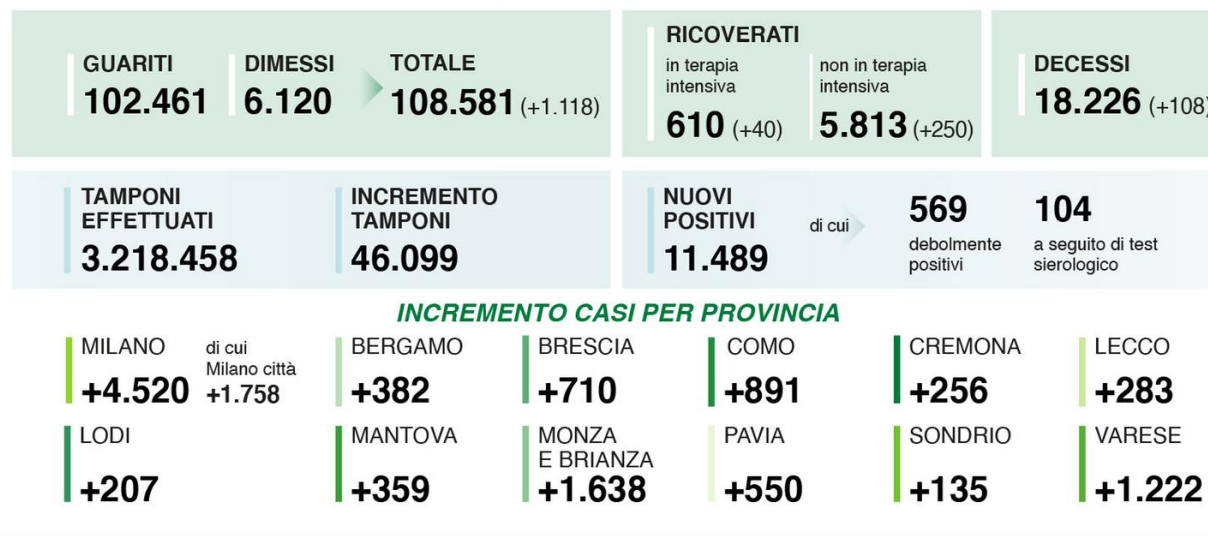 GUARITI
102.461
DIMESSI
6.120
TOTALE
108.581 (+1.118)
RICOVERATI
in terapia
intensiva
610 (+40)
non in terapia
intensiva
5.813 (+250)
DECESSI
18.226 (+108)
TAMPONI
EFFETTUATI
3.218.458
INCREMENTO
TAMPONI
46.099
NUOVI
POSITIVI
11.489
di cui
569
debolmente
positivi
104
a seguito di test
sierologico
INCREMENTO CASI PER PROVINCIA
MILANO
+4.520
di cui
Milano città
+1.758
BERGAMO
+382
BRESCIA
+710
COMO
+891
CREMONA
+256
LECCO
+283
LODI
+207
MANTOVA
+359
MONZA
E BRIANZA
+1.638
PAVIA
+550
SONDRIO
+135
VARESE
+1.222